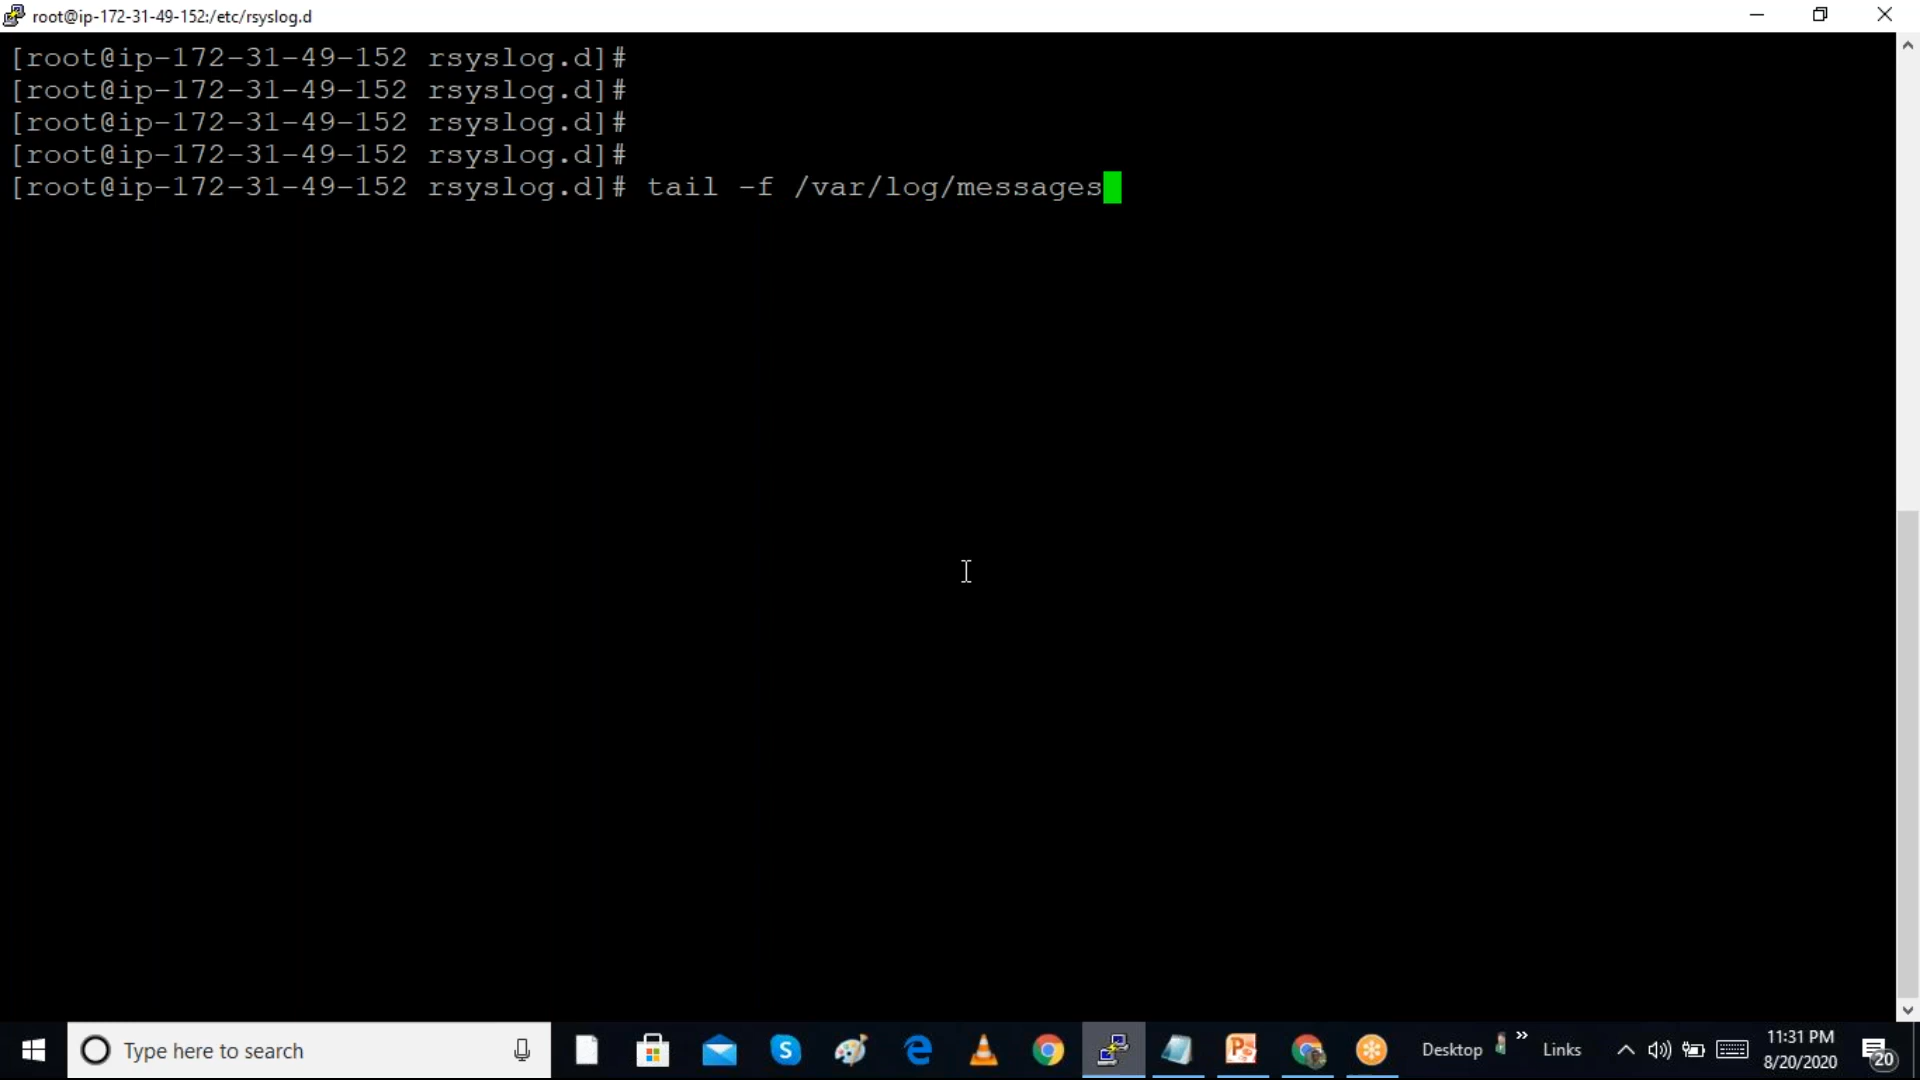 root@ip-172-31-49-152:/etc/rsyslog.d
[root@ip-172-31-49-152 rsyslog.d]#
[root@ip-172-31-49-152 rsyslog.d]#
[root@ip-172-31-49-152 rsyslog.d]#
[root@ip-172-31-49-152 rsyslog.d]#
[root@ip-172-31-49-152 rsyslog.d]# tail -f /var/log/messages
Type here to search
Desktop
Links
11:31 PM
8/20/2020
20